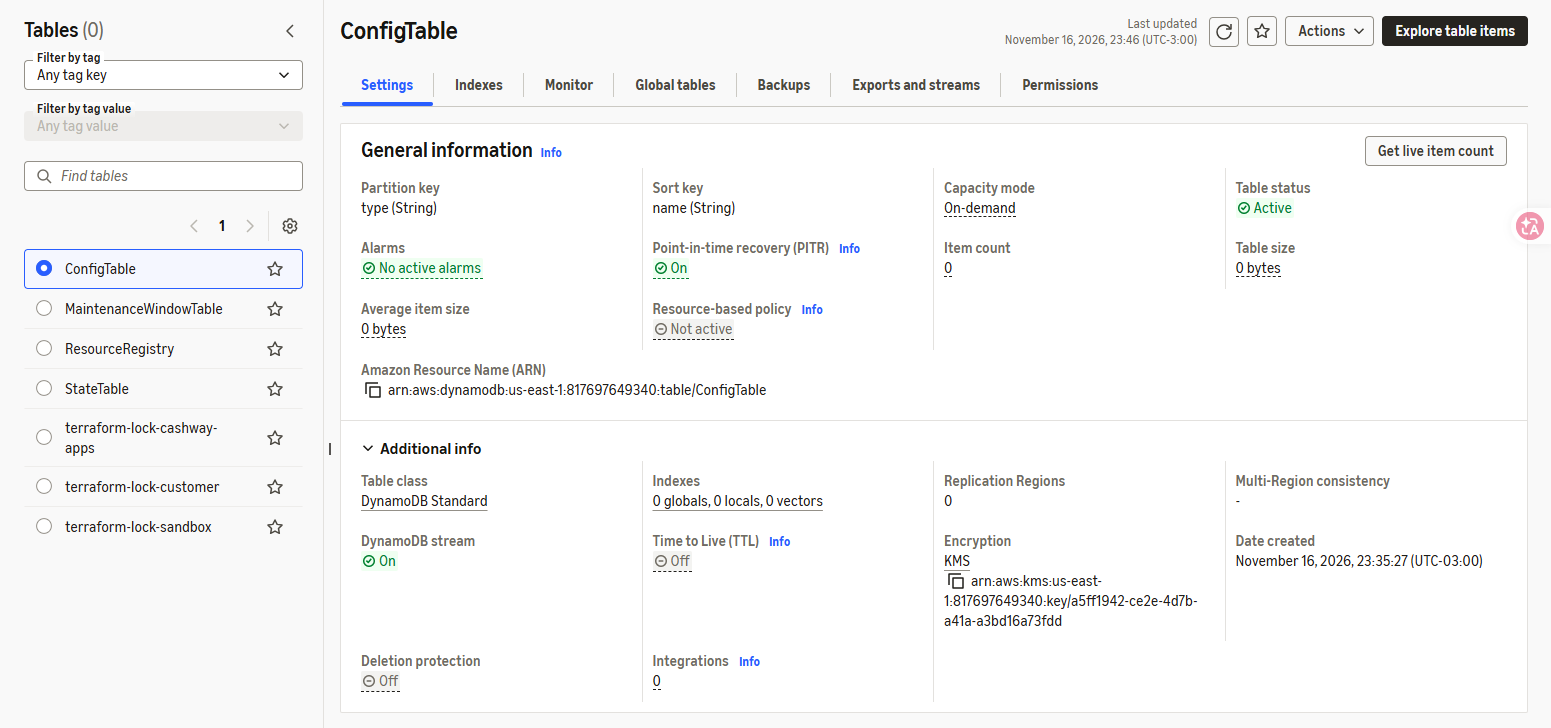 Tables (0)
Filter by tag
Any tag key
Filter by tag value
Any tag value
Find tables
1
ConfigTable
MaintenanceWindowTable
ResourceRegistry
StateTable
terraform-lock-cashway-
apps
terraform-lock-customer
terraform-lock-sandbox
ConfigTable
Last updated
November 16, 2026, 23:46 (UTC-3:00)
Actions
Explore table items
Settings Indexes Monitor Global tables Backups Exports and streams Permissions
General information Info
Get live item count
Partition key
type (String)
Sort key
name (String)
Capacity mode
On-demand
Table status
Active
Alarms
No active alarms
Point-in-time recovery (PITR) Info
On
Item count
0
Table size
0 bytes
Average item size
0 bytes
Resource-based policy Info
Not active
Amazon Resource Name (ARN)
arn:aws:dynamodb:us-east-1:817697649340:table/ConfigTable
Additional info
Table class
DynamoDB Standard
Indexes
0 globals, 0 locals, 0 vectors
Replication Regions
0
Multi-Region consistency
-
DynamoDB stream
On
Time to Live (TTL) Info
Off
Encryption
KMS
arn:aws:kms:us-east-
1:817697649340:key/a5ff1942-ce2e-4d7b-
a41a-a3bd16a73fdd
Date created
November 16, 2026, 23:35:27 (UTC-03:00)
Deletion protection
Off
Integrations Info
0